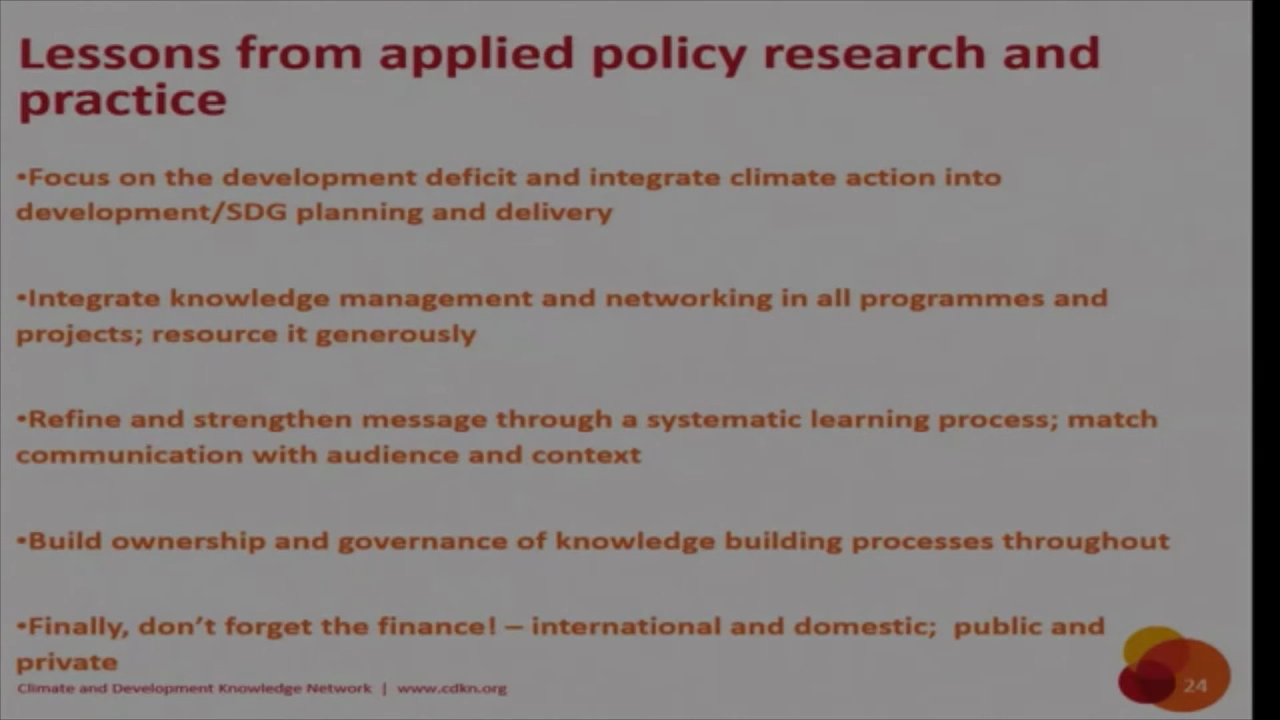 Lessons from applied policy research and
practice
•Focus on the development deficit and integrate climate action into
development/SDG planning and delivery
•Integrate knowledge management and networking in all programmes and
projects; resource it generously
•Refine and strengthen message through a systematic learning process; match
communication with audience and context
•Build ownership and governance of knowledge building processes throughout
•Finally, don’t forget the finance! – international and domestic;  public and
private
Climate and Development Knowledge Network | www.cdkn.org
24